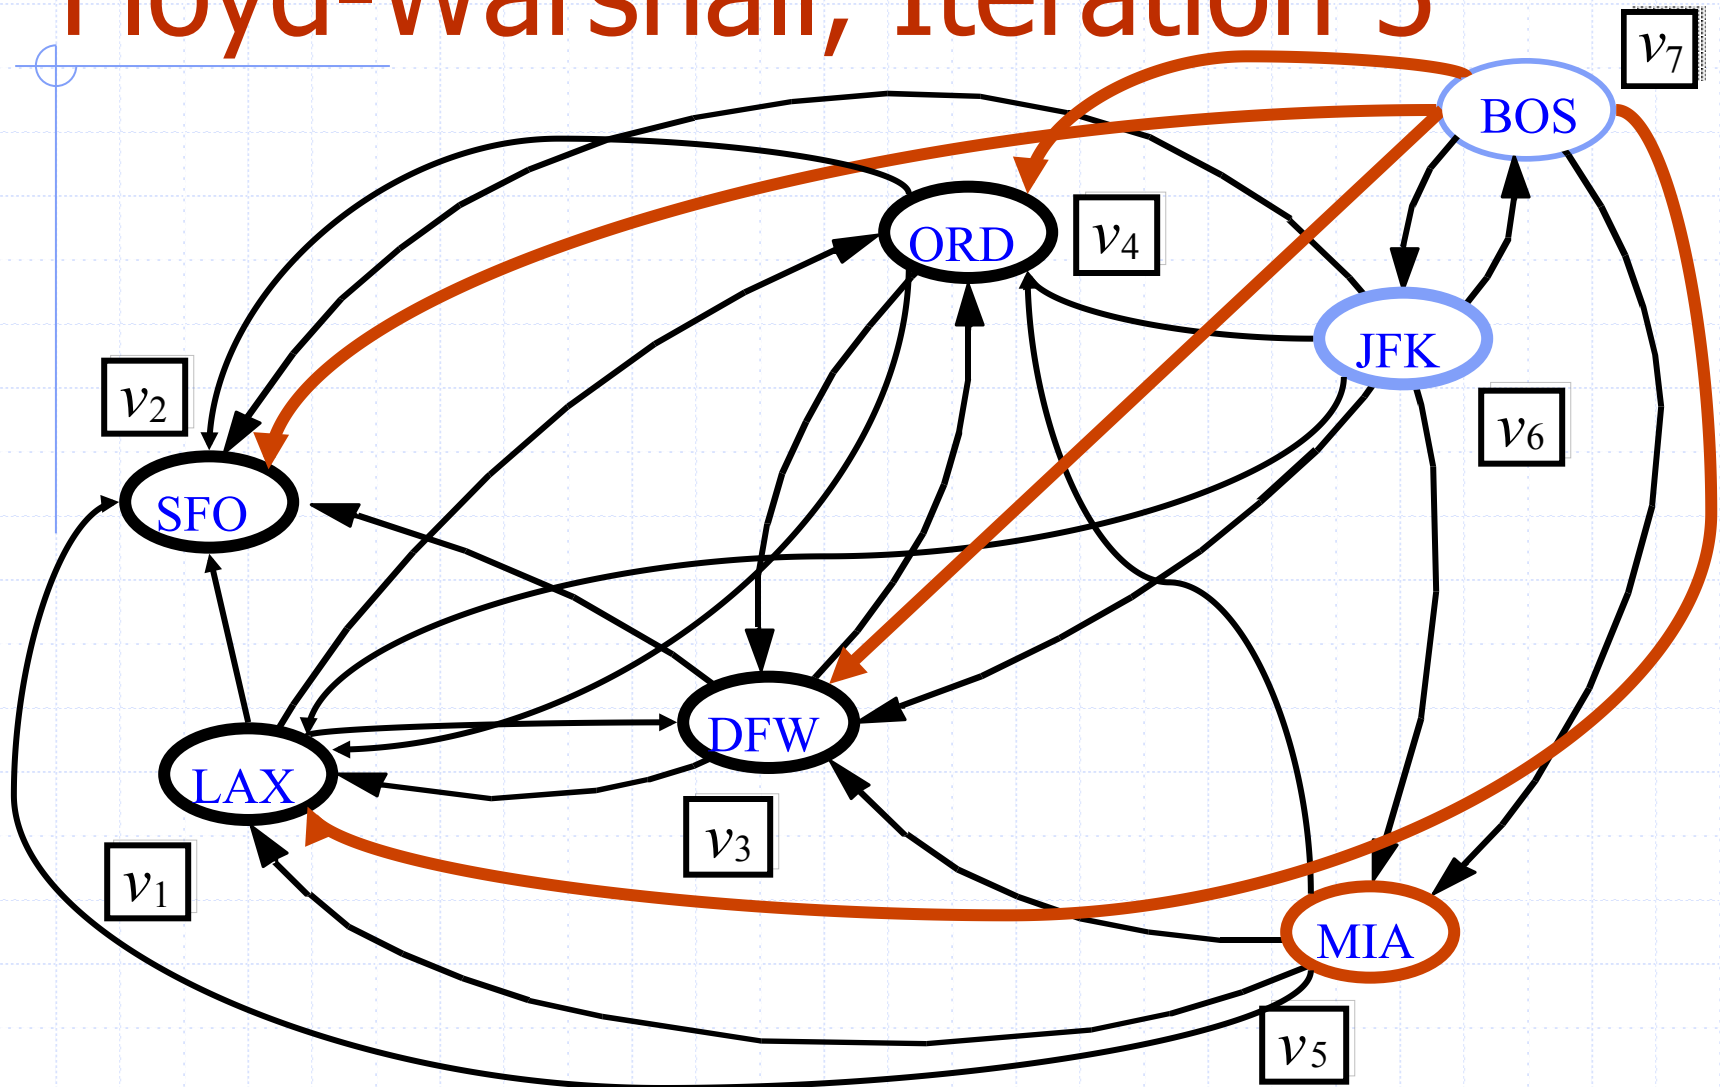 Floyd-Warshall, Iteration 5
v7
BOS
ORD
v4
JFK
v2
v6
SFO
DFW
LAX
v3
v1
MIA
v5